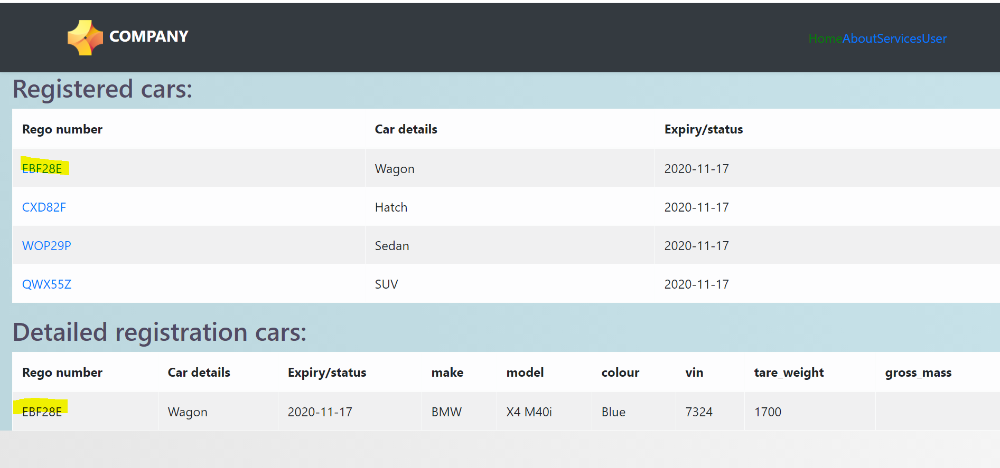 COMPANY
HomeAboutServicesUser
Registered cars:
Rego number Car details Expiry/status
EBF28E Wagon 2020-11-17
CXD82F Hatch 2020-11-17
WOP29P Sedan 2020-11-17
QWX55Z SUV 2020-11-17
Detailed registration cars:
Rego number Car details Expiry/status make model colour vin tare_weight gross_mass
EBF28E Wagon 2020-11-17 BMW X4 M40i Blue 7324 1700